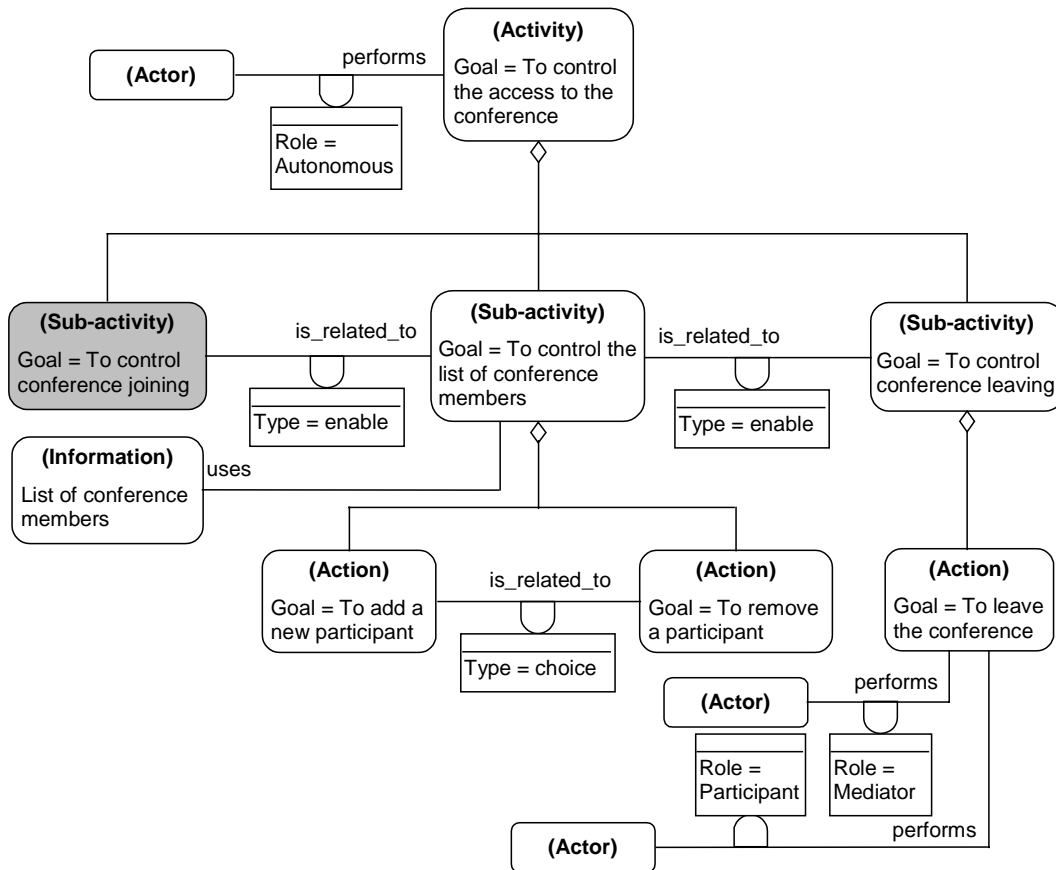 (Activity)
Goal = To control
the access to the
conference
performs
(Actor)
Role =
Autonomous
(Sub-activity)
Goal = To control
conference joining
is_related_to
Type = enable
(Sub-activity)
Goal = To control the
list of conference
members
is_related_to
Type = enable
(Sub-activity)
Goal = To control
conference leaving
(Information)
List of conference
members
uses
(Action)
Goal = To add a
new participant
is_related_to
Type = choice
(Action)
Goal = To remove
a participant
(Action)
Goal = To leave
the conference
performs
(Actor)
Role =
Mediator
Role =
Participant
(Actor)
performs